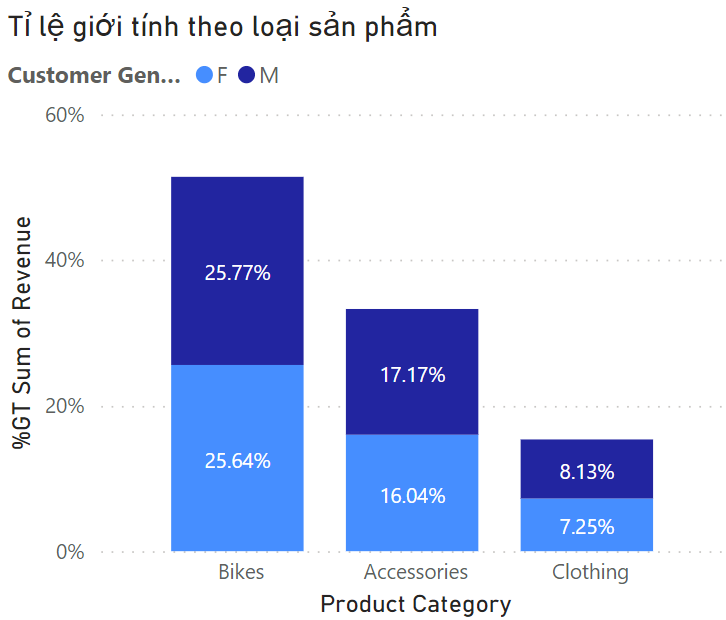 Tỉ lệ giới tính theo loại sản phẩm
Customer Gen... F M
60%
40%
20%
0%
%GT Sum of Revenue
25.77%
25.64%
17.17%
16.04%
8.13%
7.25%
Bikes Accessories Clothing
Product Category